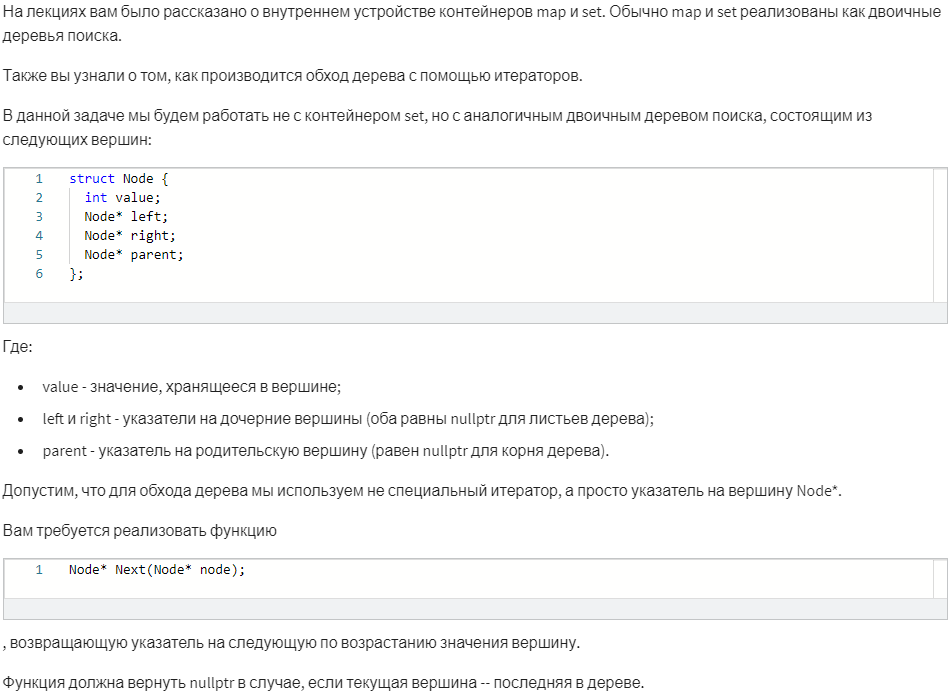 На лекциях вам было рассказано о внутреннем устройстве контейнеров map и set. Обычно map и set реализованы как двоичные
деревья поиска.
Также вы узнали о том, как производится обход дерева с помощью итераторов.
В данной задаче мы будем работать не с контейнером set, но с аналогичным двоичным деревом поиска, состоящим из
следующих вершин:
1 struct Node {
2 int value;
3 Node* left;
4 Node* right;
5 Node* parent;
6 };
Где:
• value - значение, хранящееся в вершине;
• left и right - указатели на дочерние вершины (оба равны nullptr для листьев дерева);
• parent - указатель на родительскую вершину (равен nullptr для корня дерева).
Допустим, что для обхода дерева мы используем не специальный итератор, а просто указатель на вершину Node*.
Вам требуется реализовать функцию
1 Node* Next(Node* node);
, возвращающую указатель на следующую по возрастанию значения вершину.
Функция должна вернуть nullptr в случае, если текущая вершина -- последняя в дереве.